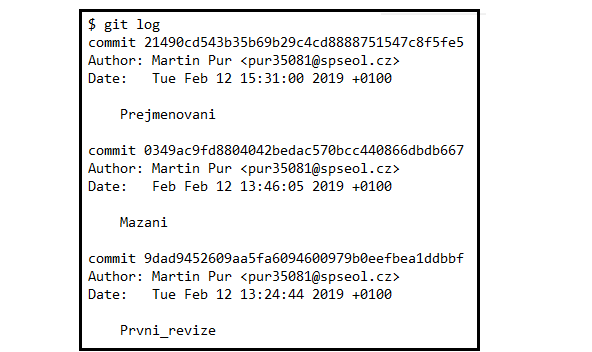 $ git log
commit 21490cd543b35b69b29c4cd8888751547c8f5fe5
Author: Martin Pur <pur35081@spseol.cz>
Date:   Tue Feb 12 15:31:00 2019 +0100
Prejmenovani
commit 0349ac9fd8804042bedac570bcc440866dbdb667
Author: Martin Pur <pur35081@spseol.cz>
Date:   Feb Feb 12 13:46:05 2019 +0100
Mazani
commit 9dad9452609aa5fa6094600979b0eefbea1ddbbf
Author: Martin Pur <pur35081@spseol.cz>
Date:   Tue Feb 12 13:24:44 2019 +0100
Prvni_revize